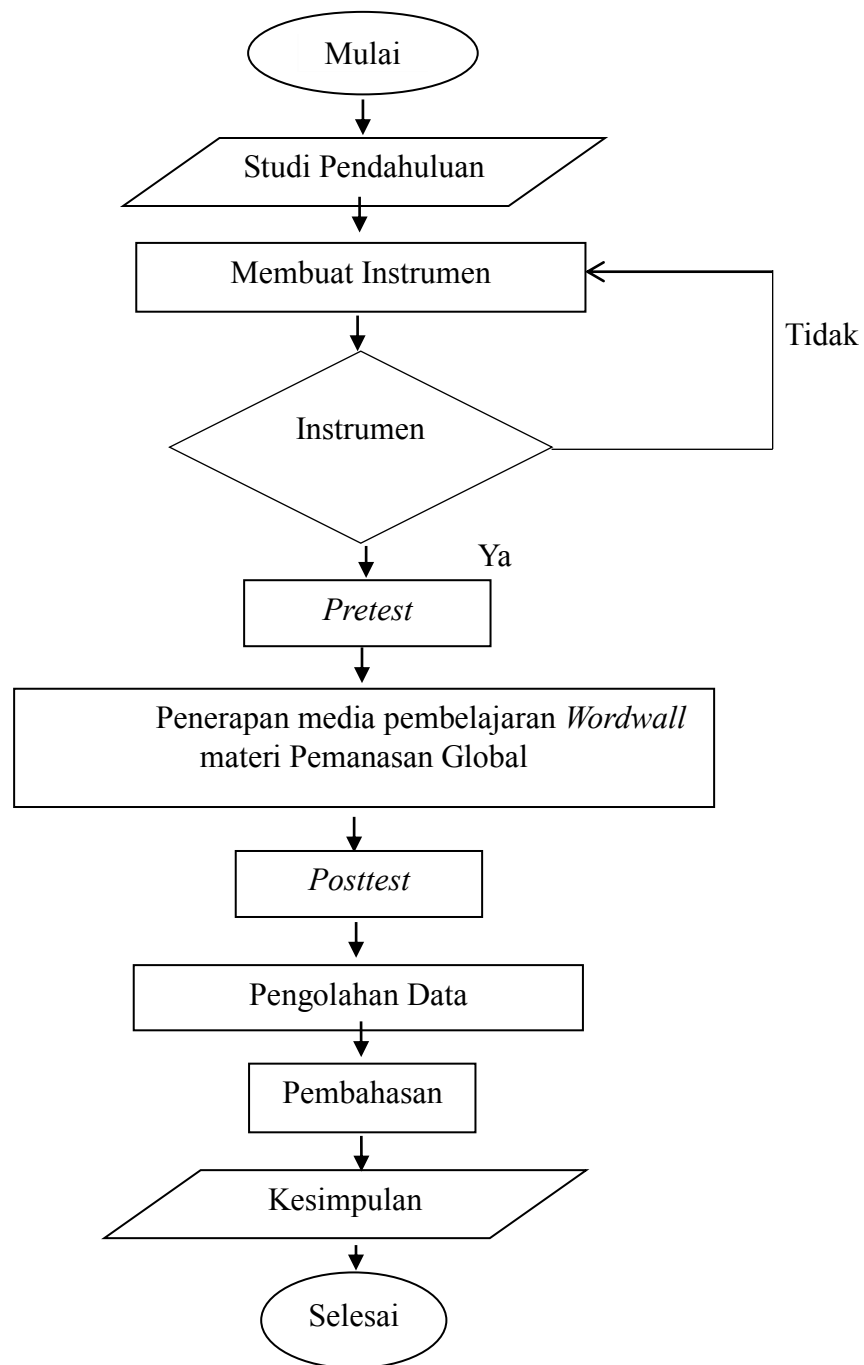 Mulai
Studi Pendahuluan
Membuat Instrumen
Tidak
Instrumen
Ya
Pretest
Penerapan media pembelajaran Wordwall
materi Pemanasan Global
Posttest
Pengolahan Data
Pembahasan
Kesimpulan
Selesai